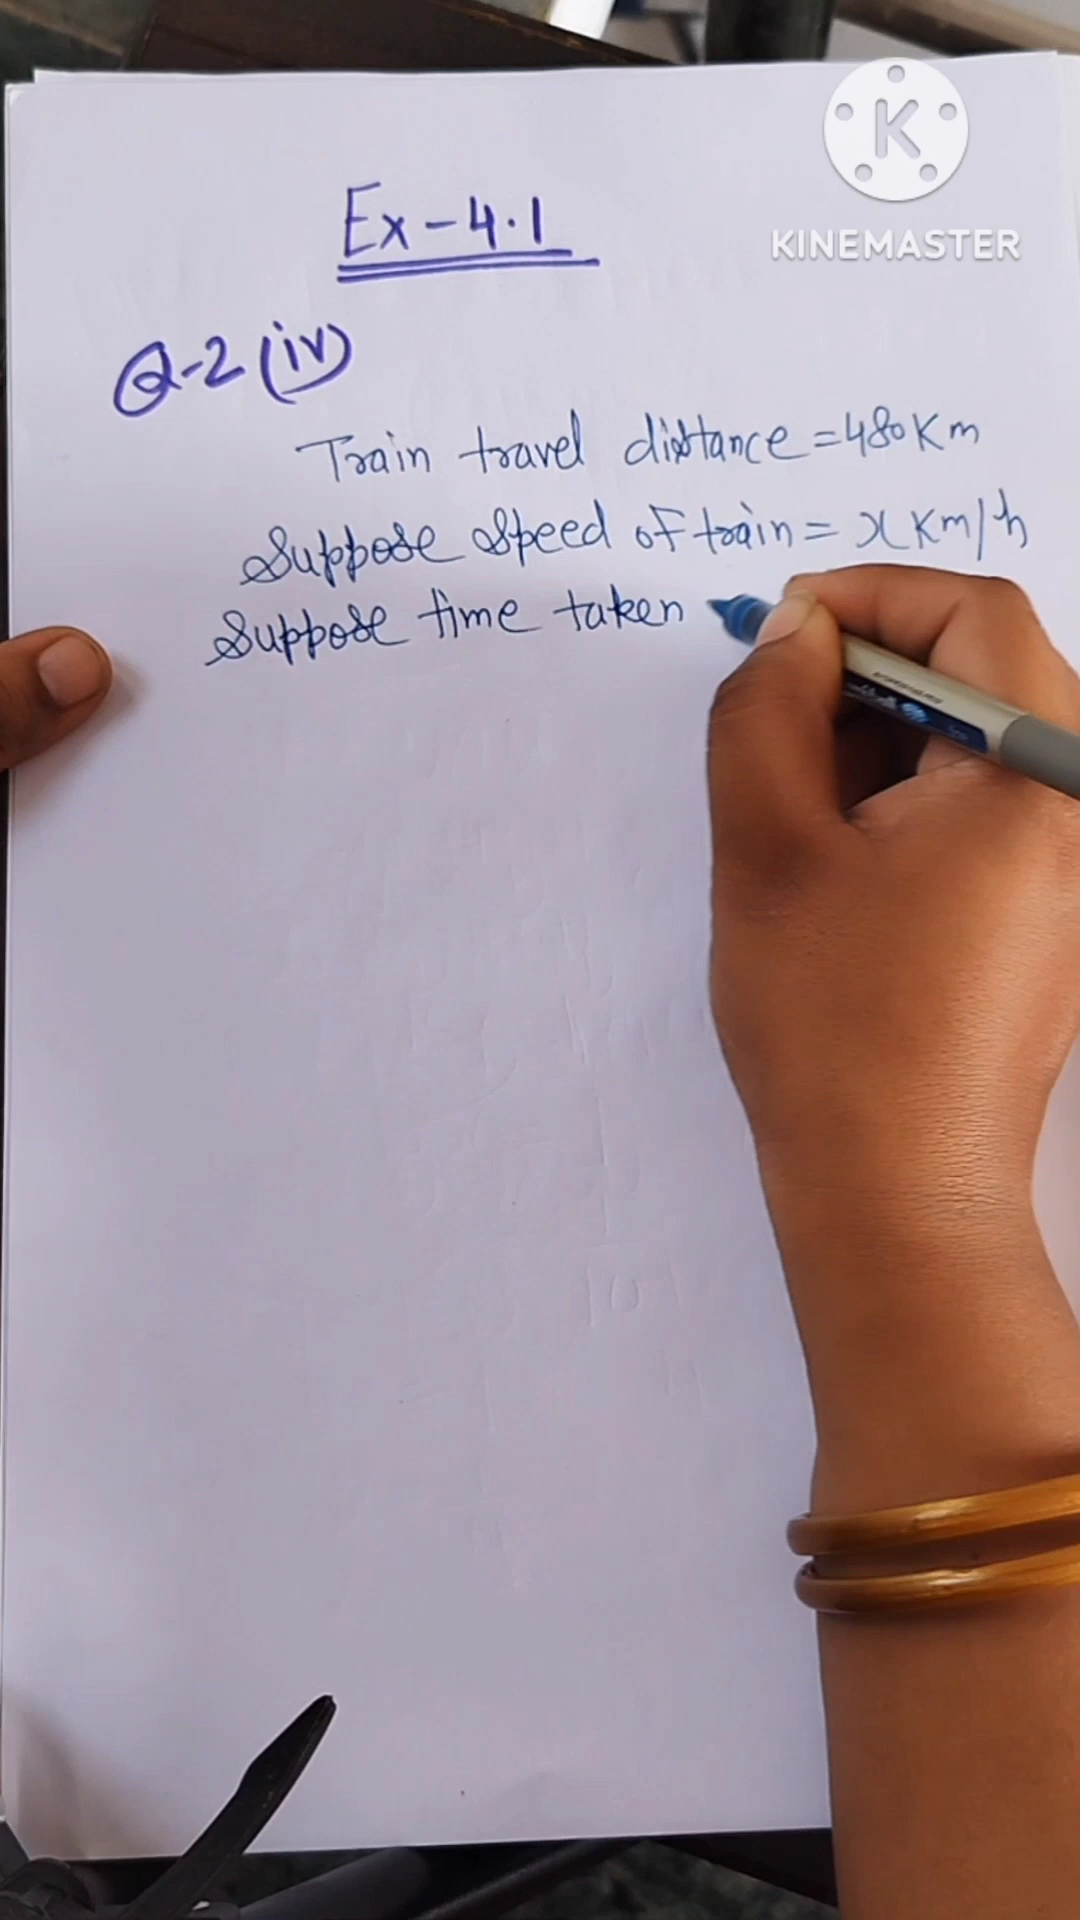 K
KINEMASTER
Ex-4.1
Q-2 (iv)
Train travel distance = 480 Km
Suppose speed of train = x Km/h
Suppose time taken